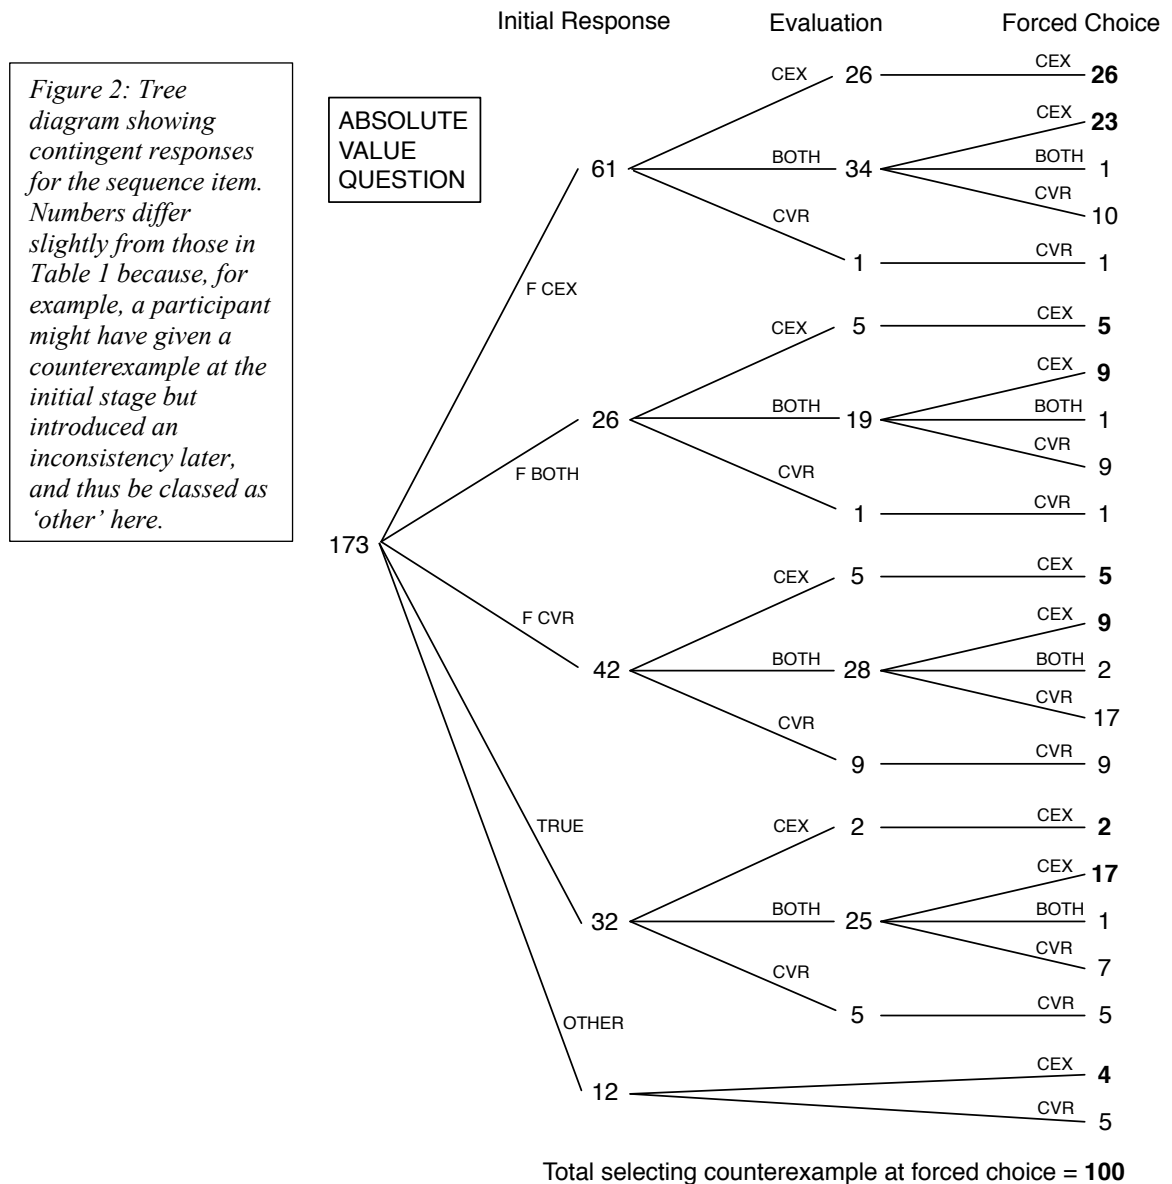 Initial Response Evaluation Forced Choice
Figure 2: Tree
diagram showing
contingent responses
for the sequence item.
Numbers differ
slightly from those in
Table 1 because, for
example, a participant
might have given a
counterexample at the
initial stage but
introduced an
inconsistency later,
and thus be classed as
‘other’ here.
ABSOLUTE
VALUE
QUESTION
173
F CEX
61
CEX 26 CEX 26
BOTH 34 CEX 23
BOTH 1
CVR 10
CVR 1 CVR 1
F BOTH
26
CEX 5 CEX 5
BOTH 19 CEX 9
BOTH 1
CVR 9
CVR 1 CVR 1
F CVR
42
CEX 5 CEX 5
BOTH 28 CEX 9
BOTH 2
CVR 17
CVR 9 CVR 9
TRUE
32
CEX 2 CEX 2
BOTH 25 CEX 17
BOTH 1
CVR 7
CVR 5 CVR 5
OTHER
12
CEX 4
CVR 5
Total selecting counterexample at forced choice = 100